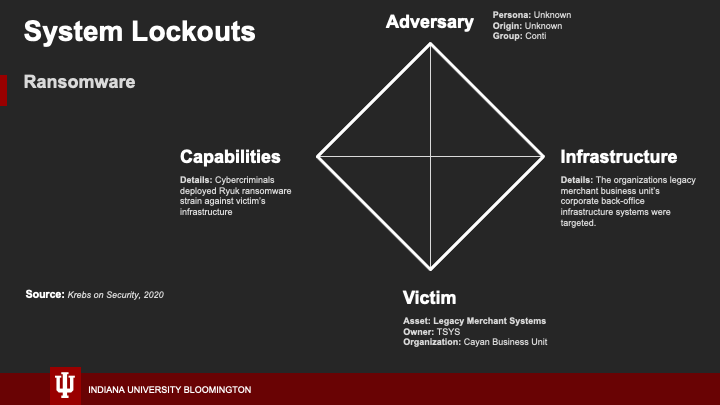 System Lockouts
Ransomware
Adversary
Persona: Unknown
Origin: Unknown
Group: Conti
Capabilities
Details: Cybercriminals
deployed Ryuk ransomware
strain against victim's
infrastructure
Infrastructure
Details: The organizations legacy
merchant business unit's
corporate back-office
infrastructure systems were
targeted.
Source: Krebs on Security, 2020
Victim
Asset: Legacy Merchant Systems
Owner: TSYS
Organization: Cayan Business Unit
INDIANA UNIVERSITY BLOOMINGTON